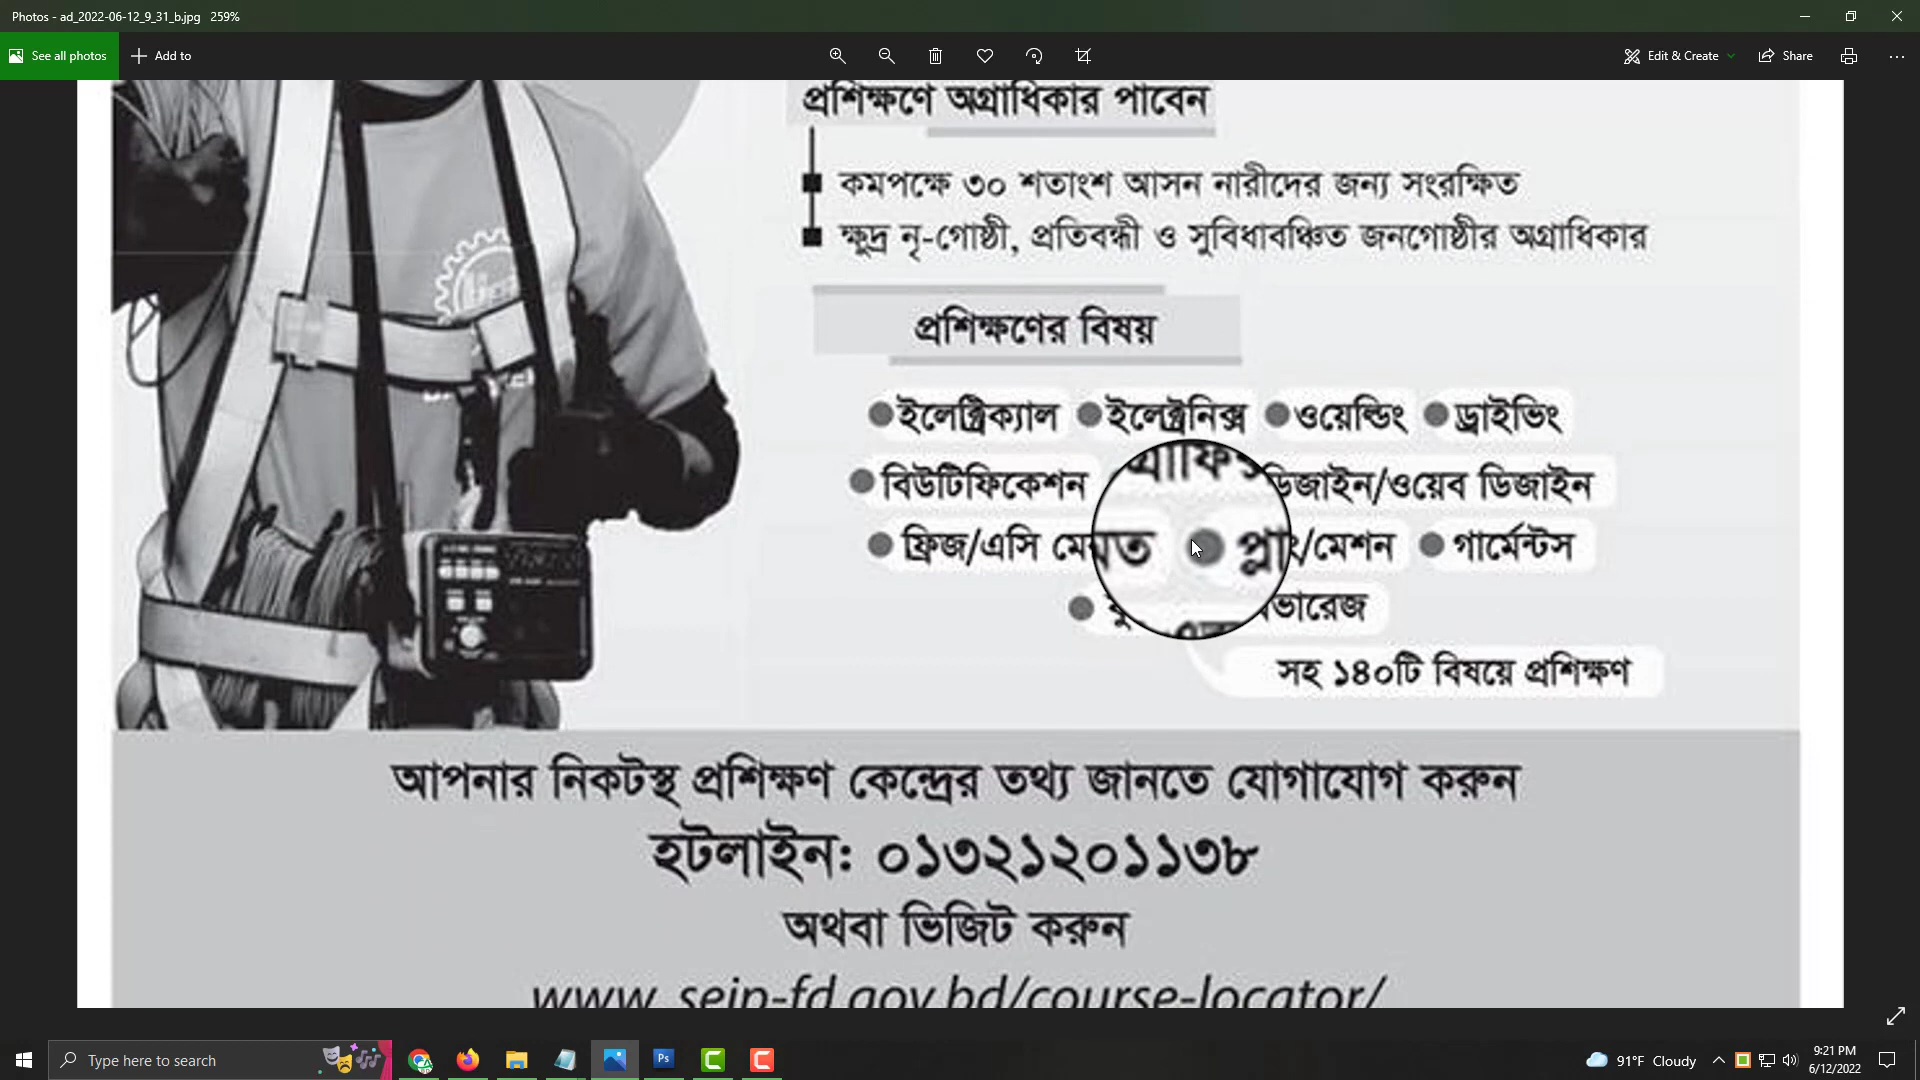 Photos - ad_2022-06-12_9_31_b.jpg 259%
See all photos Add to Edit & Create Share
প্রশিক্ষণে অগ্রাধিকার পাবেন
কমপক্ষে ৩০ শতাংশ আসন নারীদের জন্য সংরক্ষিত
ক্ষুদ্র নৃ-গোষ্ঠী, প্রতিবন্ধী ও সুবিধাবঞ্চিত জনগোষ্ঠীর অগ্রাধিকার
প্রশিক্ষণের বিষয়
ইলেক্ট্রিক্যাল ইলেক্ট্রনিক্স ওয়েল্ডিং ড্রাইভিং
বিউটিফিকেশন ডিজাইন/ওয়েব ডিজাইন
ফ্রিজ/এসি /মেশন গার্মেন্টস
সহ ১৪০টি বিষয়ে প্রশিক্ষণ
আপনার নিকটস্থ প্রশিক্ষণ কেন্দ্রের তথ্য জানতে যোগাযোগ করুন
হটলাইন: ০১৩২১২০১১৩৮
অথবা ভিজিট করুন
www. seip-fd.gov.bd/course-locator/
Type here to search Ps 91°F Cloudy 9:21 PM
6/12/2022